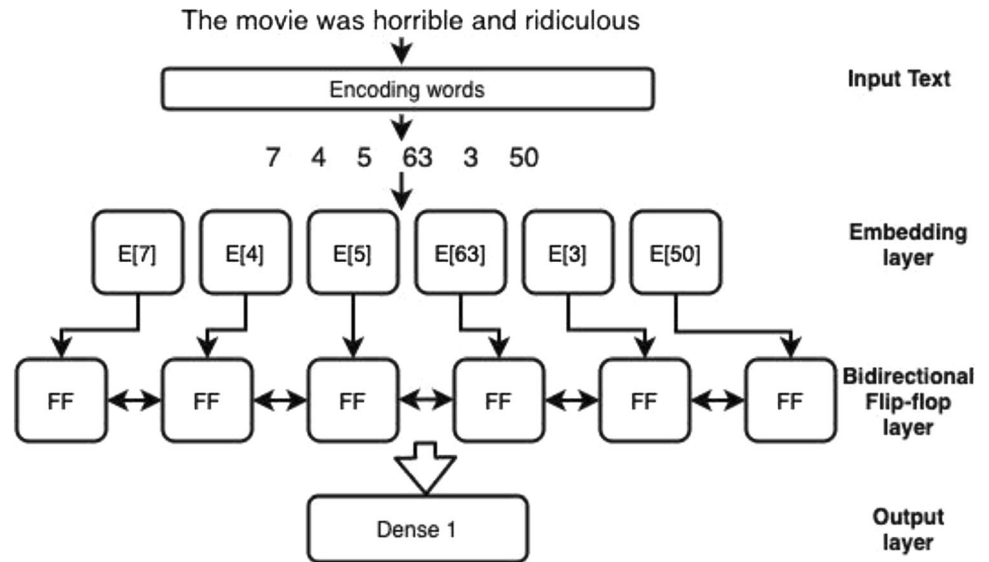 The movie was horrible and ridiculous
Encoding words
Input Text
7 4 5 63 3 50
E[7] E[4] E[5] E[63] E[3] E[50]
Embedding
layer
FF FF FF FF FF FF
Bidirectional
Flip-flop
layer
Dense 1
Output
layer